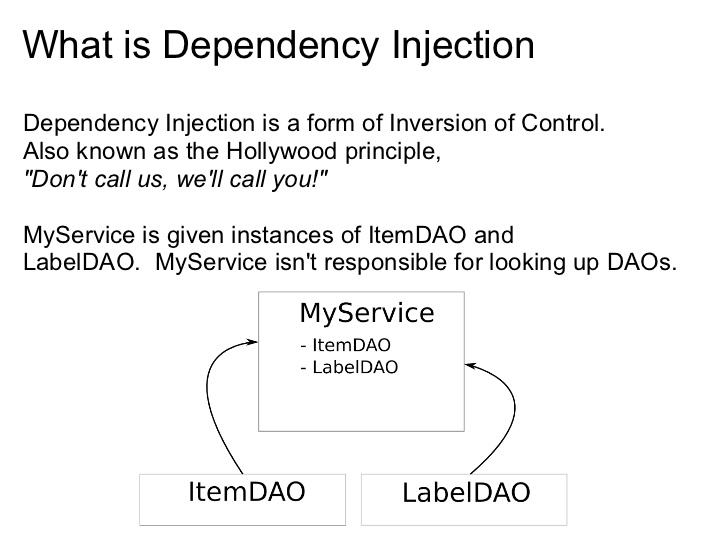 What is Dependency Injection
Dependency Injection is a form of Inversion of Control.
Also known as the Hollywood principle,
"Don't call us, we'll call you!"
MyService is given instances of ItemDAO and
LabelDAO.  MyService isn't responsible for looking up DAOs.
MyService
- ItemDAO
- LabelDAO
ItemDAO
LabelDAO